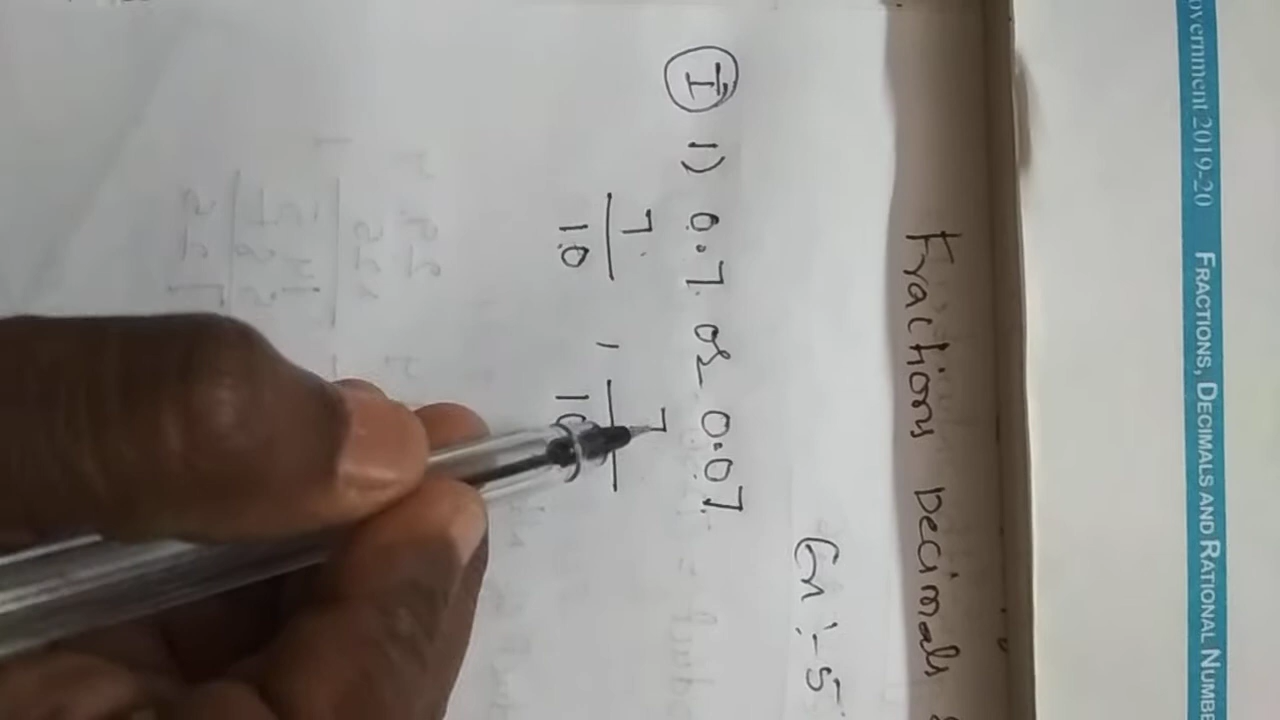 overnment 2019-20 FRACTIONS, DECIMALS AND RATIONAL NUMBE
Fractions Decimals
Ex :- 5
I 1) 0.7 or 0.07
7 7
10 , 10